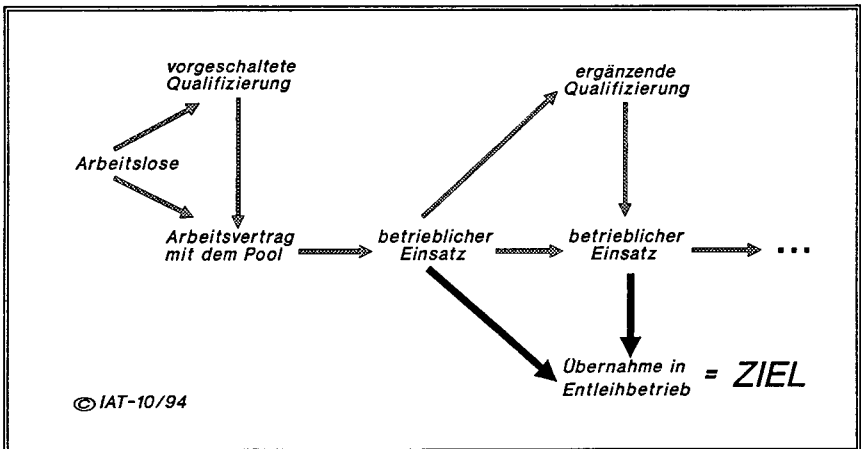 vorgeschaltete
Qualifizierung
ergänzende
Qualifizierung
Arbeitslose
Arbeitsvertrag
mit dem Pool
betrieblicher
Einsatz
betrieblicher
Einsatz
...
Übernahme in
Entleihbetrieb
= ZIEL
© IAT-10/94